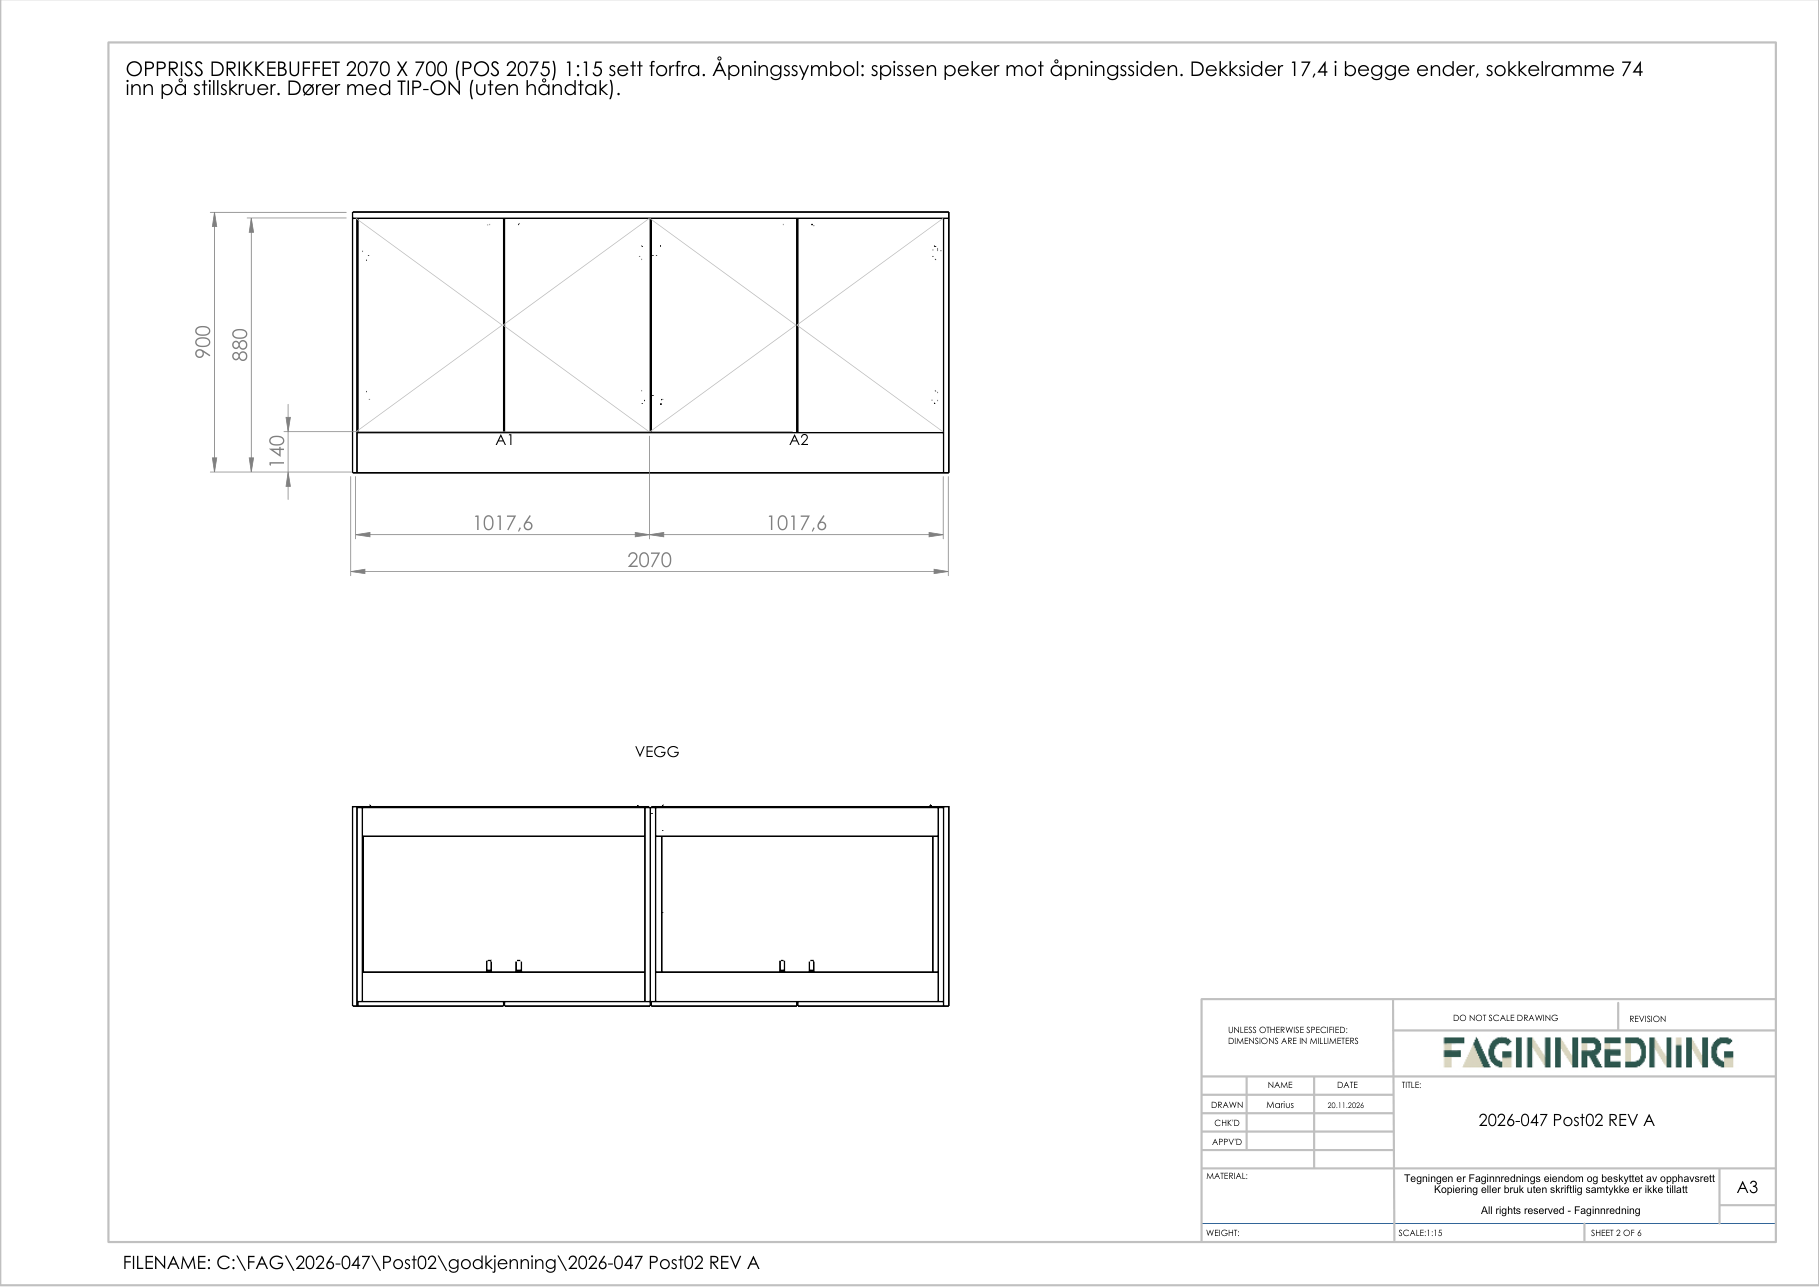 OPPRISS DRIKKEBUFFET 2070 X 700 (POS 2075) 1:15 sett forfra. Åpningssymbol: spissen peker mot åpningssiden. Dekksider 17,4 i begge ender, sokkelramme 74
inn på stillskruer. Dører med TIP-ON (uten håndtak).
900
880
140
A1
A2
1017,6
1017,6
2070
VEGG
UNLESS OTHERWISE SPECIFIED:
DIMENSIONS ARE IN MILLIMETERS
DO NOT SCALE DRAWING
REVISION
FAGINNREDNING
NAME
DATE
TITLE:
DRAWN
Marius
20.11.2026
CHK'D
APPV'D
2026-047 Post02 REV A
MATERIAL:
Tegningen er Faginnrednings eiendom og beskyttet av opphavsrett
Kopiering eller bruk uten skriftlig samtykke er ikke tillatt
All rights reserved - Faginnredning
A3
WEIGHT:
SCALE:1:15
SHEET 2 OF 6
FILENAME: C:\FAG\2026-047\Post02\godkjenning\2026-047 Post02 REV A